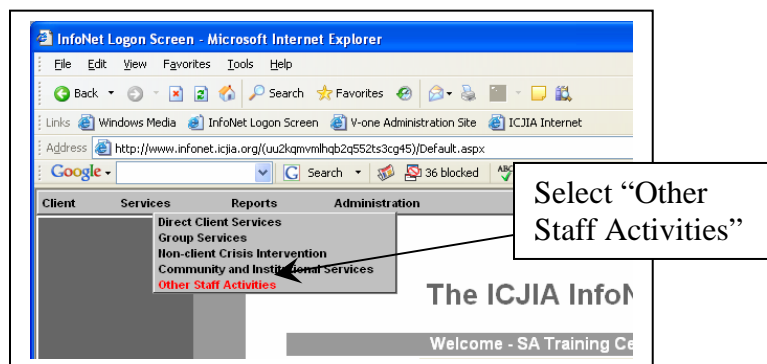 InfoNet Logon Screen - Microsoft Internet Explorer
File Edit View Favorites Tools Help
Back Search Favorites
Links Windows Media InfoNet Logon Screen V-one Administration Site ICJIA Internet
Address http://www.infonet.icjia.org/(uu2kqmvmlhqb2q552ts3cg45)/Default.aspx
Google Search 36 blocked ABC
Client Services Reports Administration
Direct Client Services
Group Services
Non-client Crisis Intervention
Community and Institutional Services
Other Staff Activities
Select “Other
Staff Activities”
The ICJIA InfoN
Welcome - SA Training Ce